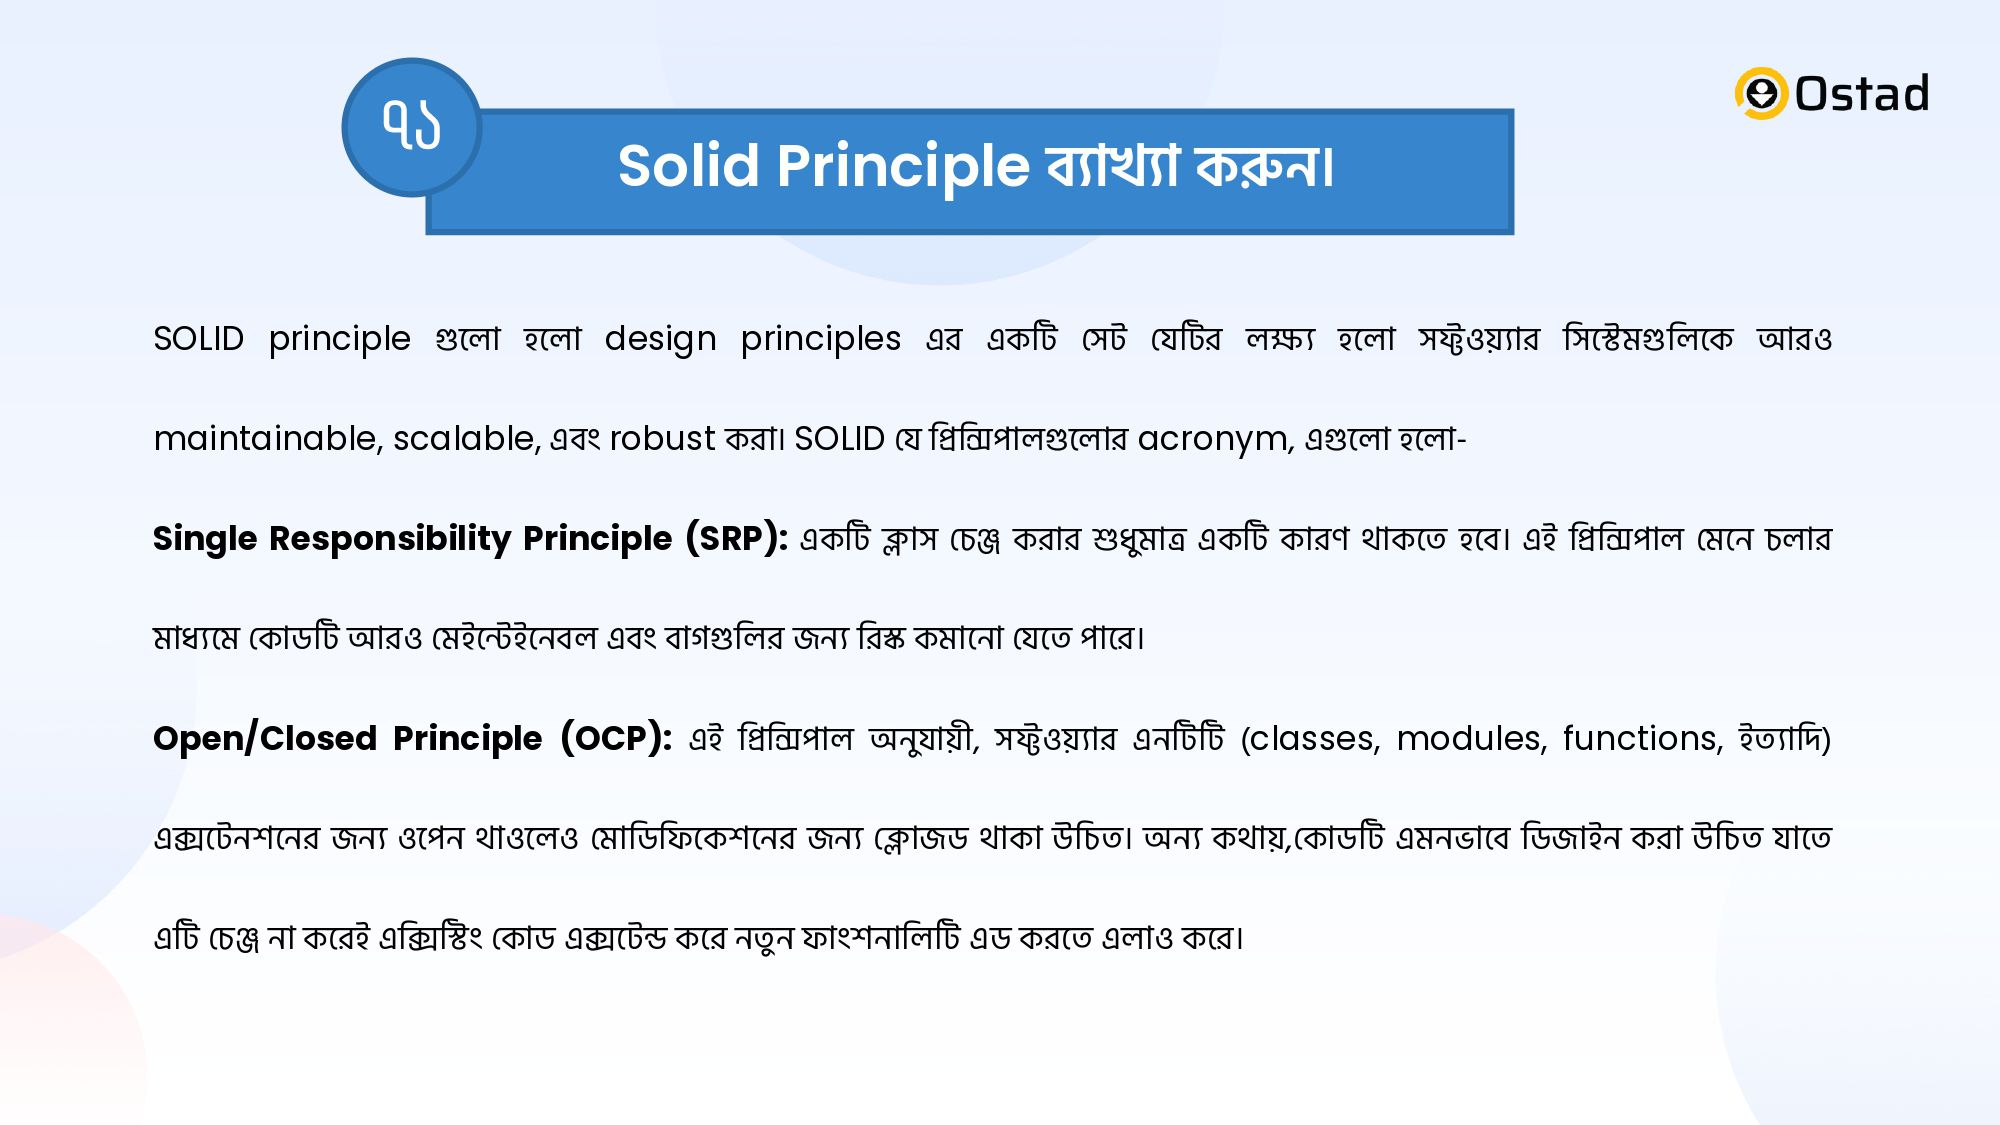 ৭১
Ostad
Solid Principle ব্যাখ্যা করুন।
SOLID principle গুলো হলো design principles এর একটি সেট যেটির লক্ষ্য হলো সফ্টওয়্যার সিস্টেমগুলিকে আরও
maintainable, scalable, এবং robust করা। SOLID যে প্রিন্সিপালগুলোর acronym, এগুলো হলো-
Single Responsibility Principle (SRP): একটি ক্লাস চেঞ্জ করার শুধুমাত্র একটি কারণ থাকতে হবে। এই প্রিন্সিপাল মেনে চলার
মাধ্যমে কোডটি আরও মেইন্টেইনেবল এবং বাগগুলির জন্য রিস্ক কমানো যেতে পারে।
Open/Closed Principle (OCP): এই প্রিন্সিপাল অনুযায়ী, সফ্টওয়্যার এনটিটি (classes, modules, functions, ইত্যাদি)
এক্সটেনশনের জন্য ওপেন থাওলেও মোডিফিকেশনের জন্য ক্লোজড থাকা উচিত। অন্য কথায়,কোডটি এমনভাবে ডিজাইন করা উচিত যাতে
এটি চেঞ্জ না করেই এক্সিস্টিং কোড এক্সটেন্ড করে নতুন ফাংশনালিটি এড করতে এলাও করে।